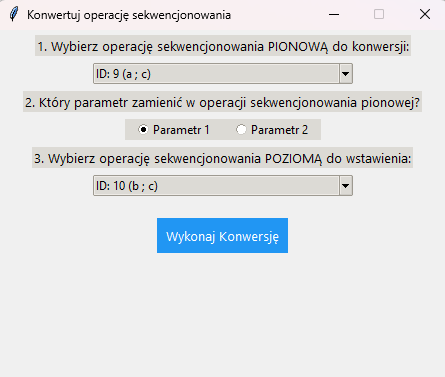 Konwertuj operację sekwencjonowania
1. Wybierz operację sekwencjonowania PIONOWĄ do konwersji:
ID: 9 (a ; c)
2. Który parametr zamienić w operacji sekwencjonowania pionowej?
Parametr 1 Parametr 2
3. Wybierz operację sekwencjonowania POZIOMĄ do wstawienia:
ID: 10 (b ; c)
Wykonaj Konwersję